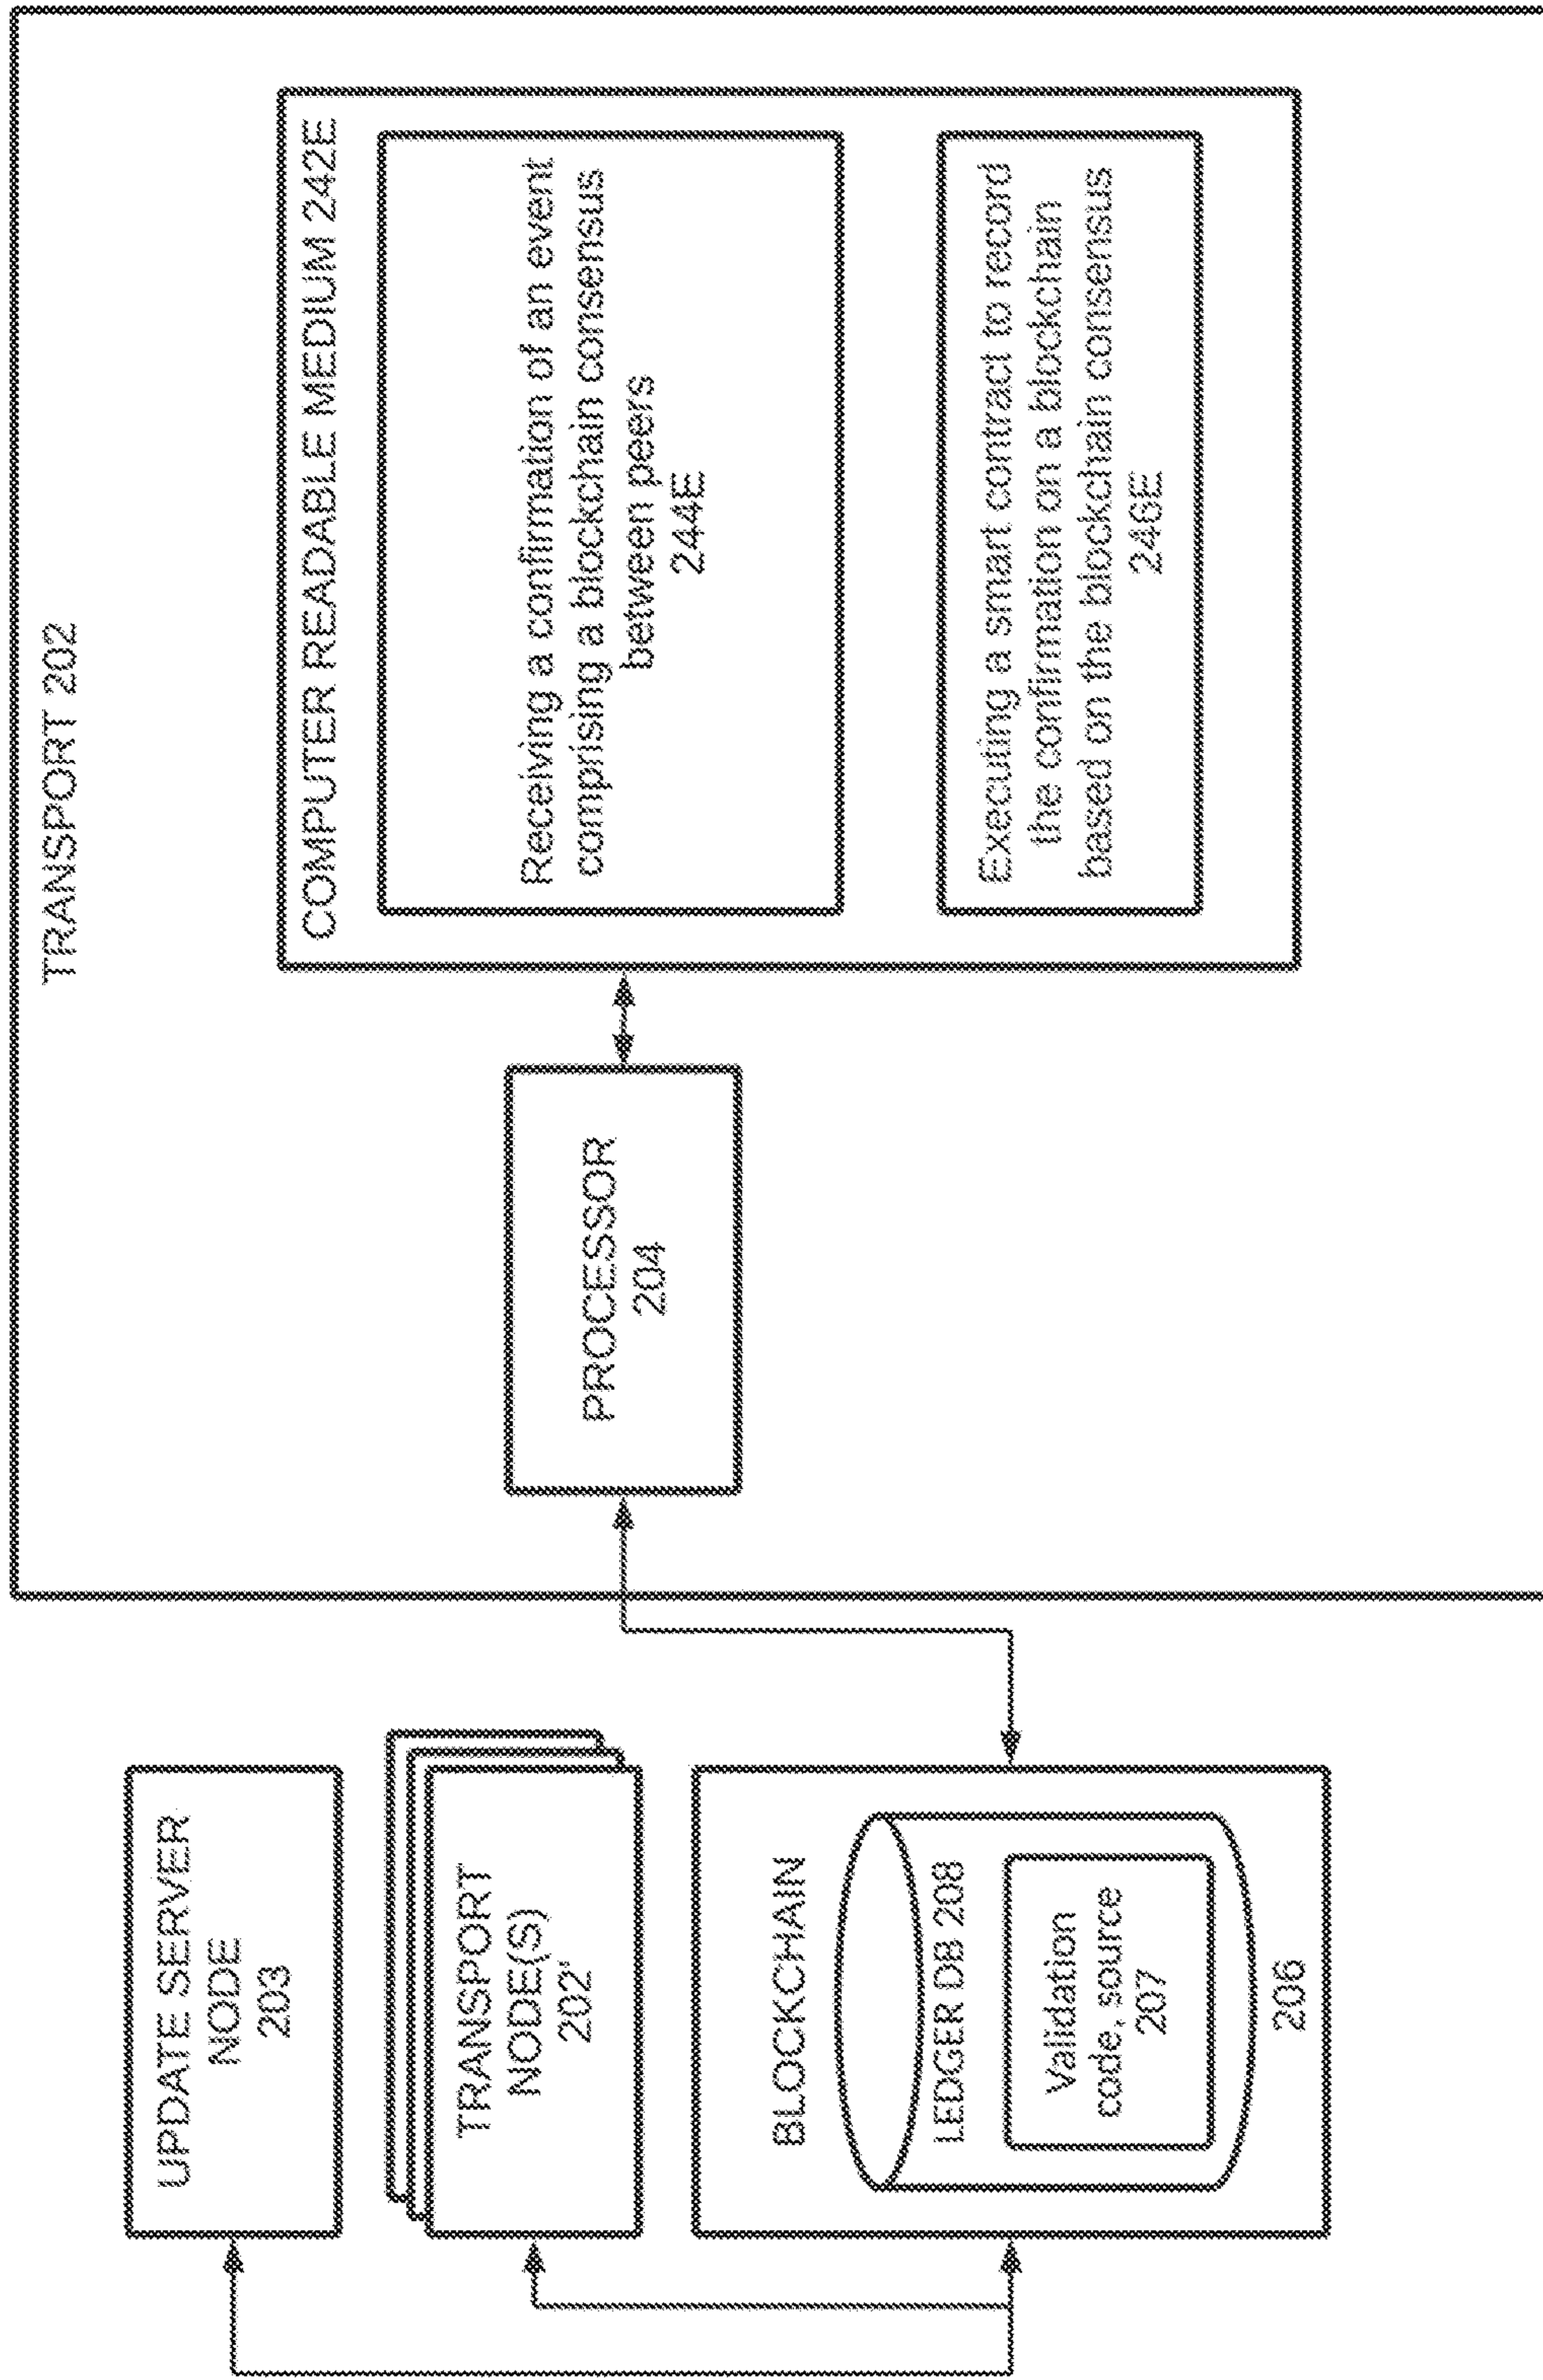 UPDATE SERVER
NODE
203
TRANSPORT
NODE(S)
202'
BLOCKCHAIN
LEDGER DB 208
Validation
code, source
207
206
TRANSPORT 202
PROCESSOR
204
COMPUTER READABLE MEDIUM 242E
Receiving a confirmation of an event
comprising a blockchain consensus
between peers
244E
Executing a smart contract to record
the confirmation on a blockchain
based on the blockchain consensus
246E